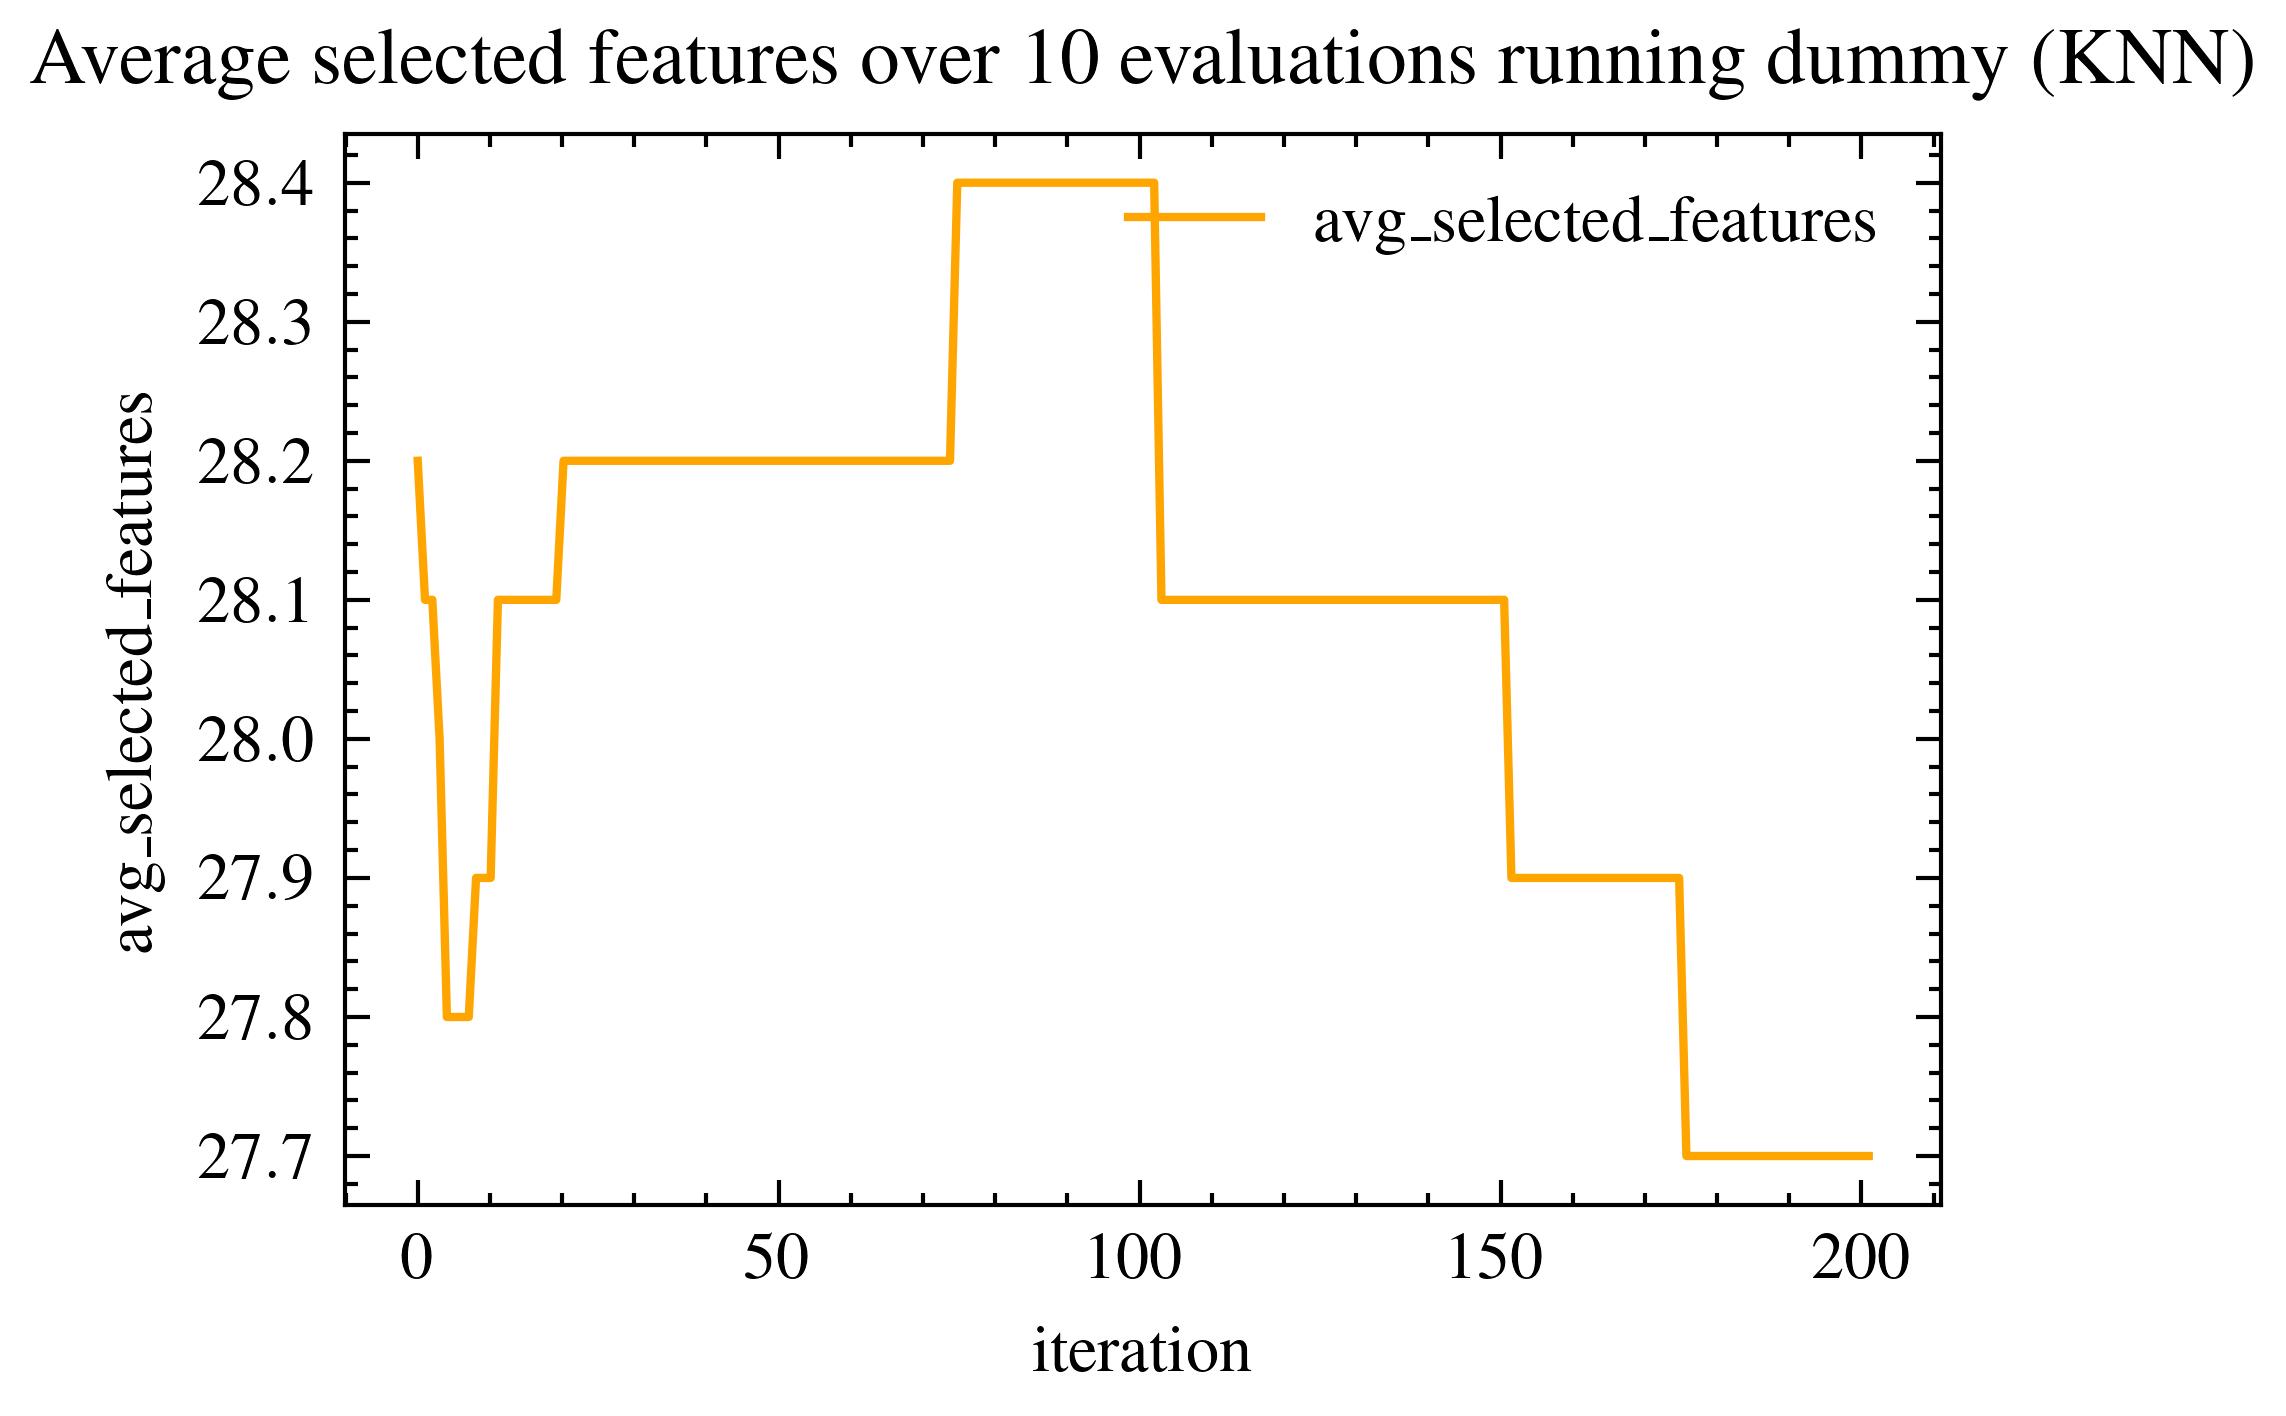 Average selected features over 10 evaluations running dummy (KNN)
28.4
28.3
28.2
28.1
28.0
27.9
27.8
27.7
avg_selected_features
avg_selected_features
0 50 100 150 200
iteration